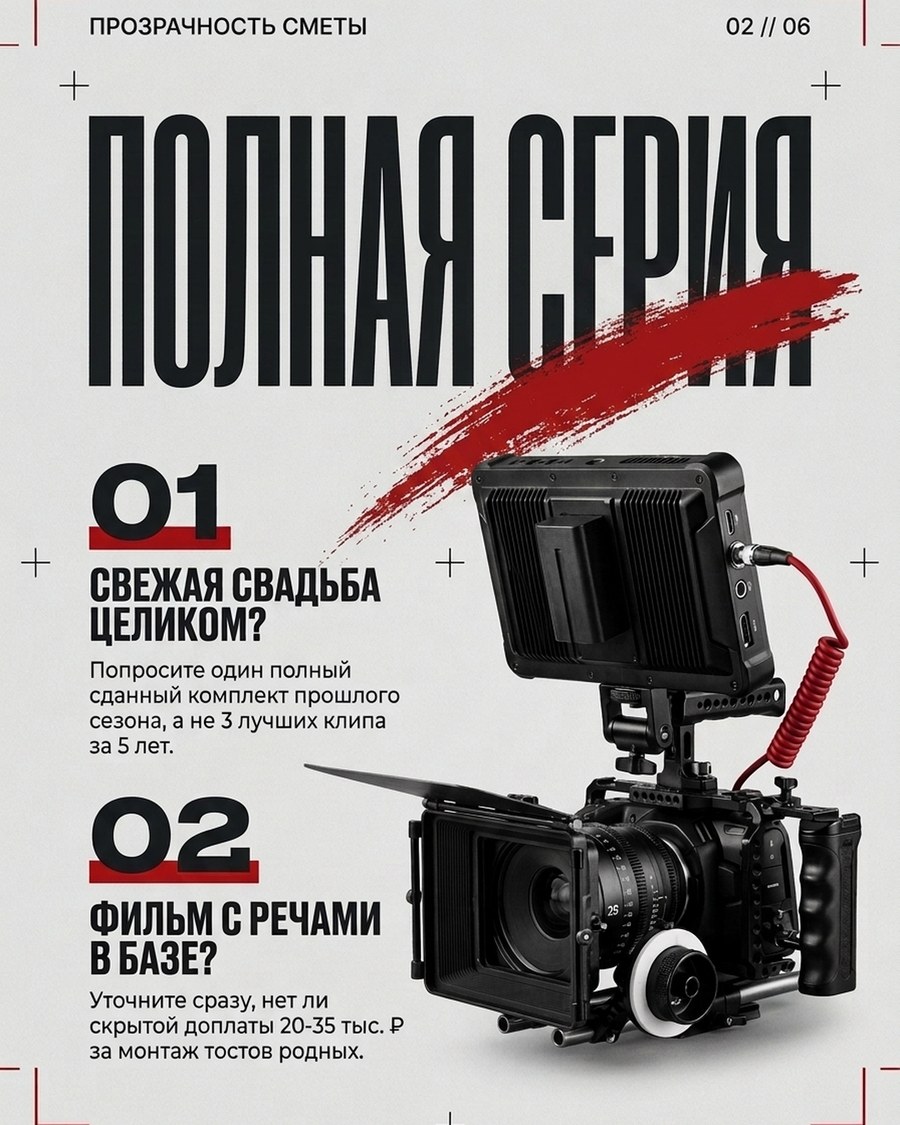 ПРОЗРАЧНОСТЬ СМЕТЫ
02 // 06
ПОЛНАЯ СЕРИЯ
01
СВЕЖАЯ СВАДЬБА
ЦЕЛИКОМ?
Попросите один полный
сданный комплект прошлого
сезона, а не 3 лучших клипа
за 5 лет.
02
ФИЛЬМ С РЕЧАМИ
В БАЗЕ?
Уточните сразу, нет ли
скрытой доплаты 20-35 тыс. ₽
за монтаж тостов родных.
25